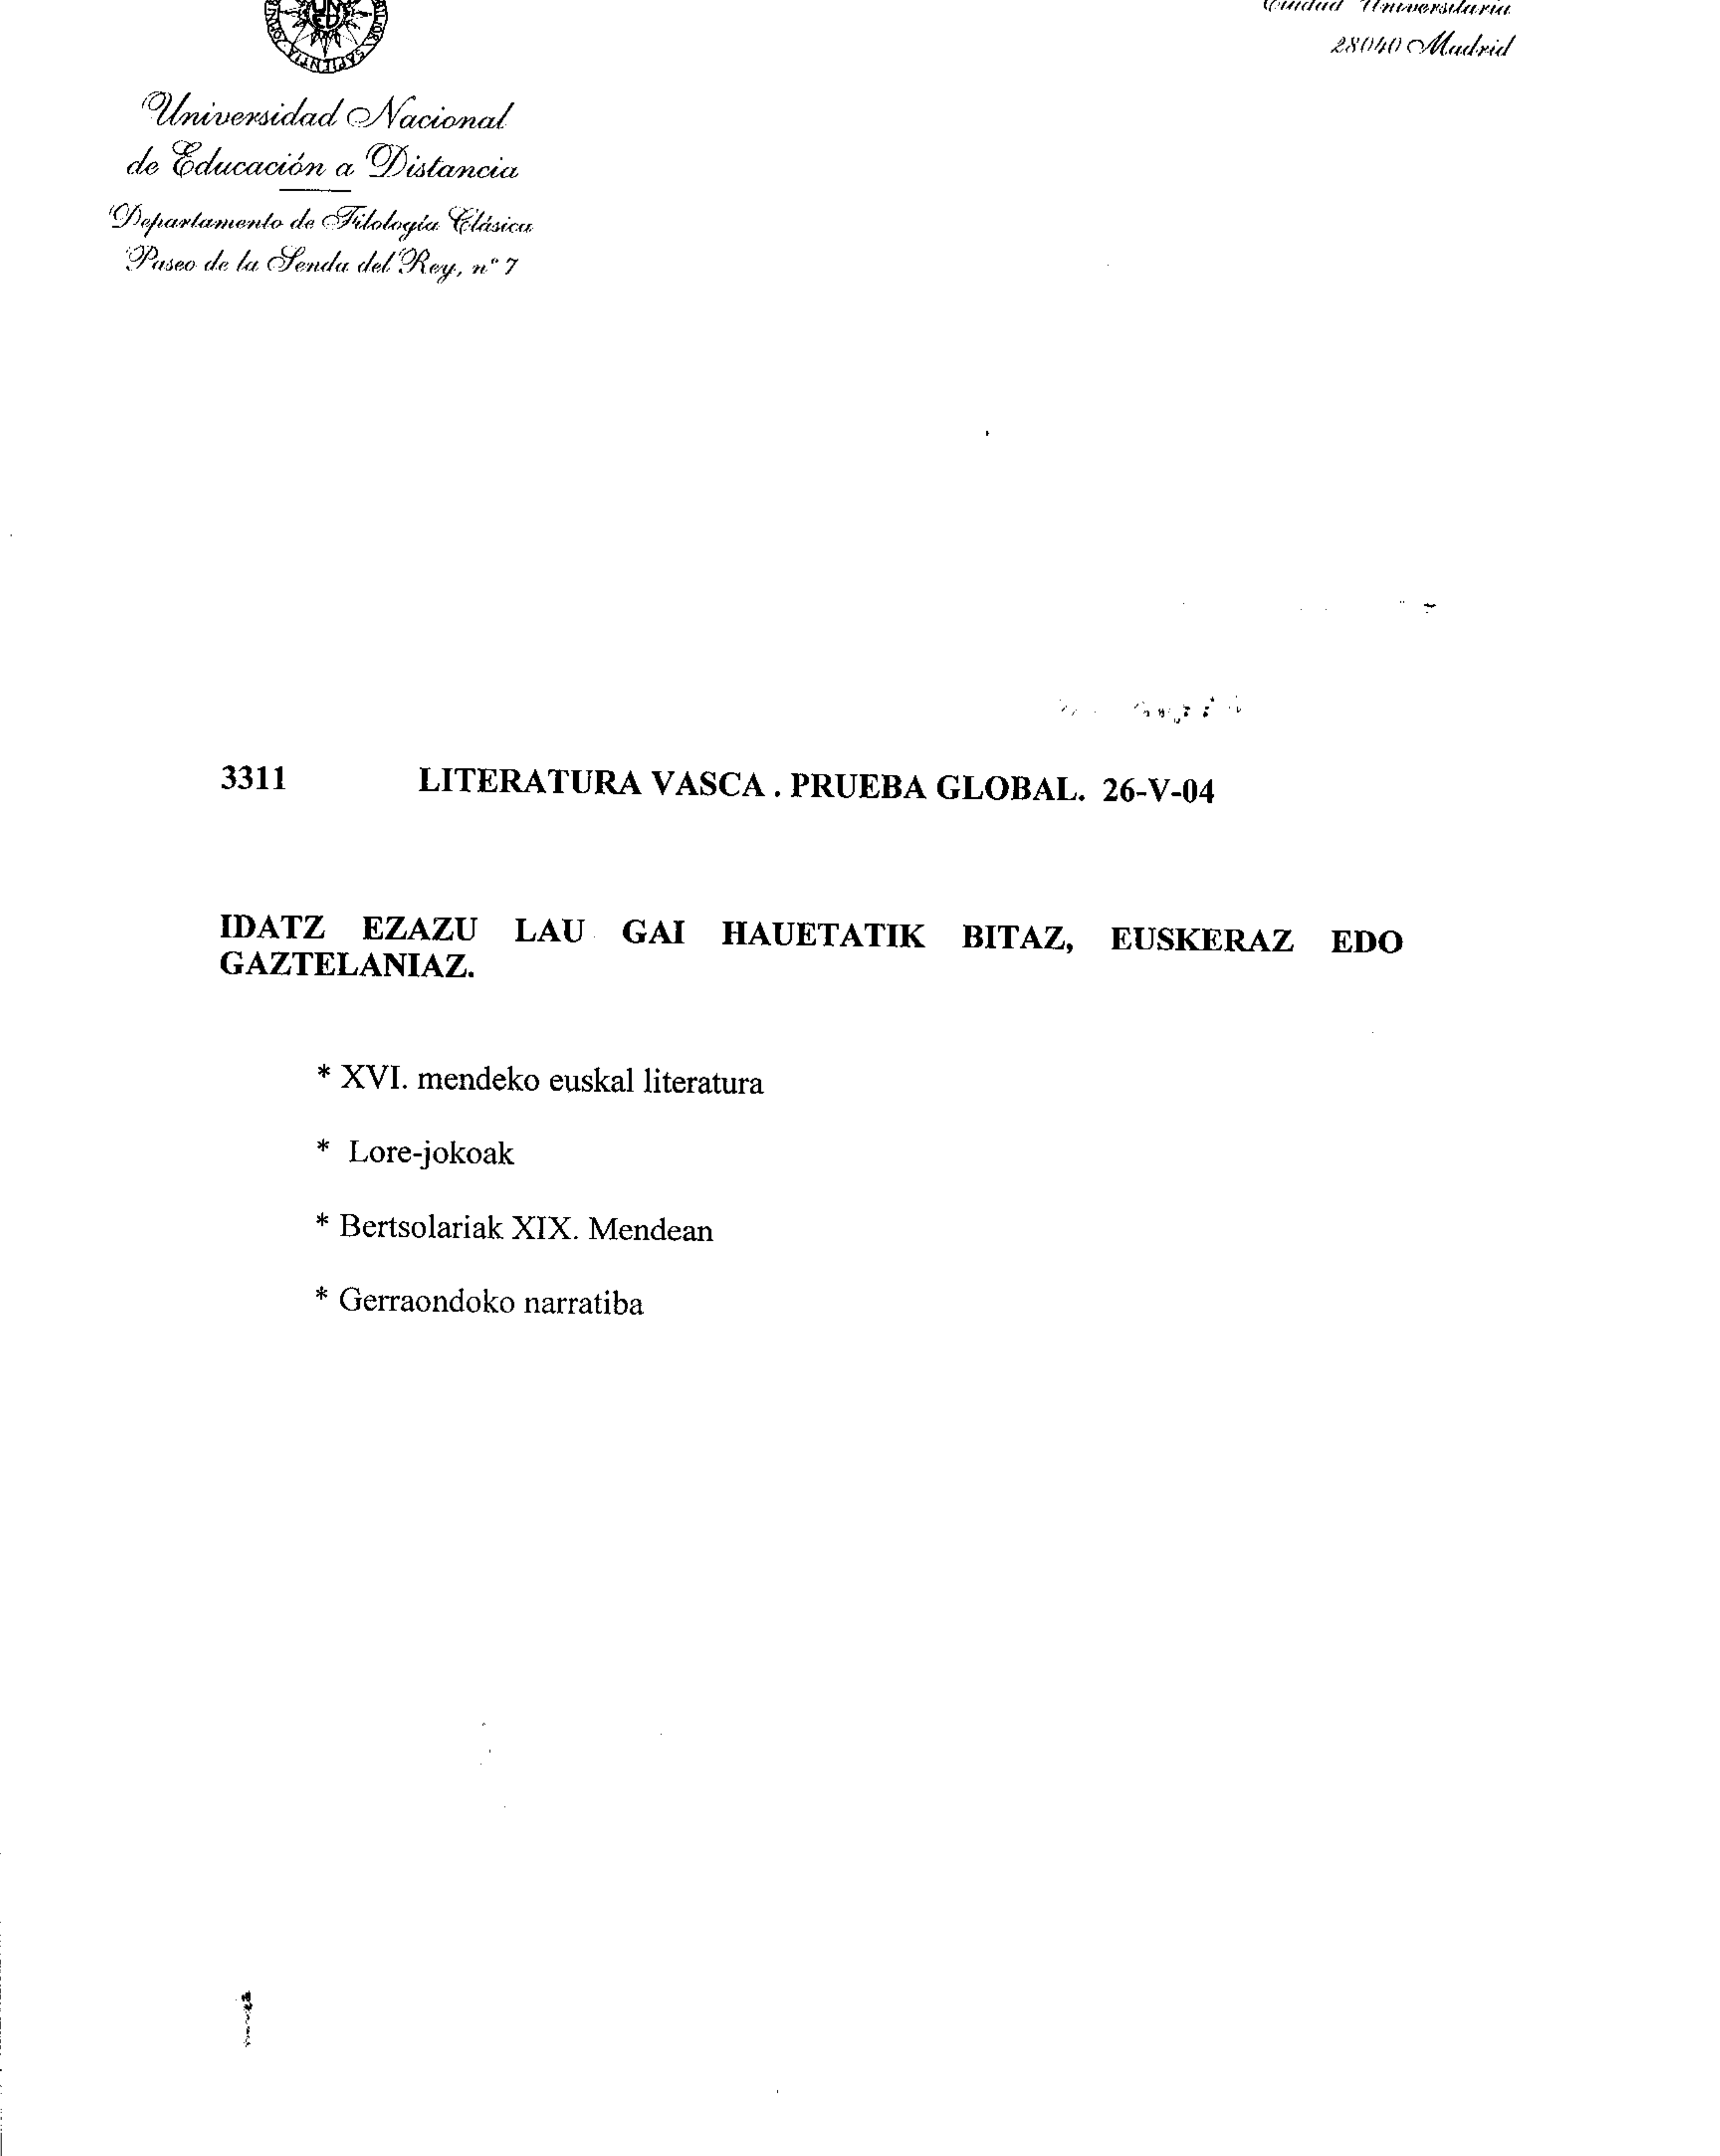 Ciudad Universitaria
28040 Madrid
Universidad Nacional
de Educación a Distancia
Departamento de Filología Clásica
Paseo de la Senda del Rey, nº 7
3311 LITERATURA VASCA . PRUEBA GLOBAL. 26-V-04
IDATZ EZAZU LAU GAI HAUETATIK BITAZ, EUSKERAZ EDO
GAZTELANIAZ.
* XVI. mendeko euskal literatura
* Lore-jokoak
* Bertsolariak XIX. Mendean
* Gerraondoko narratiba